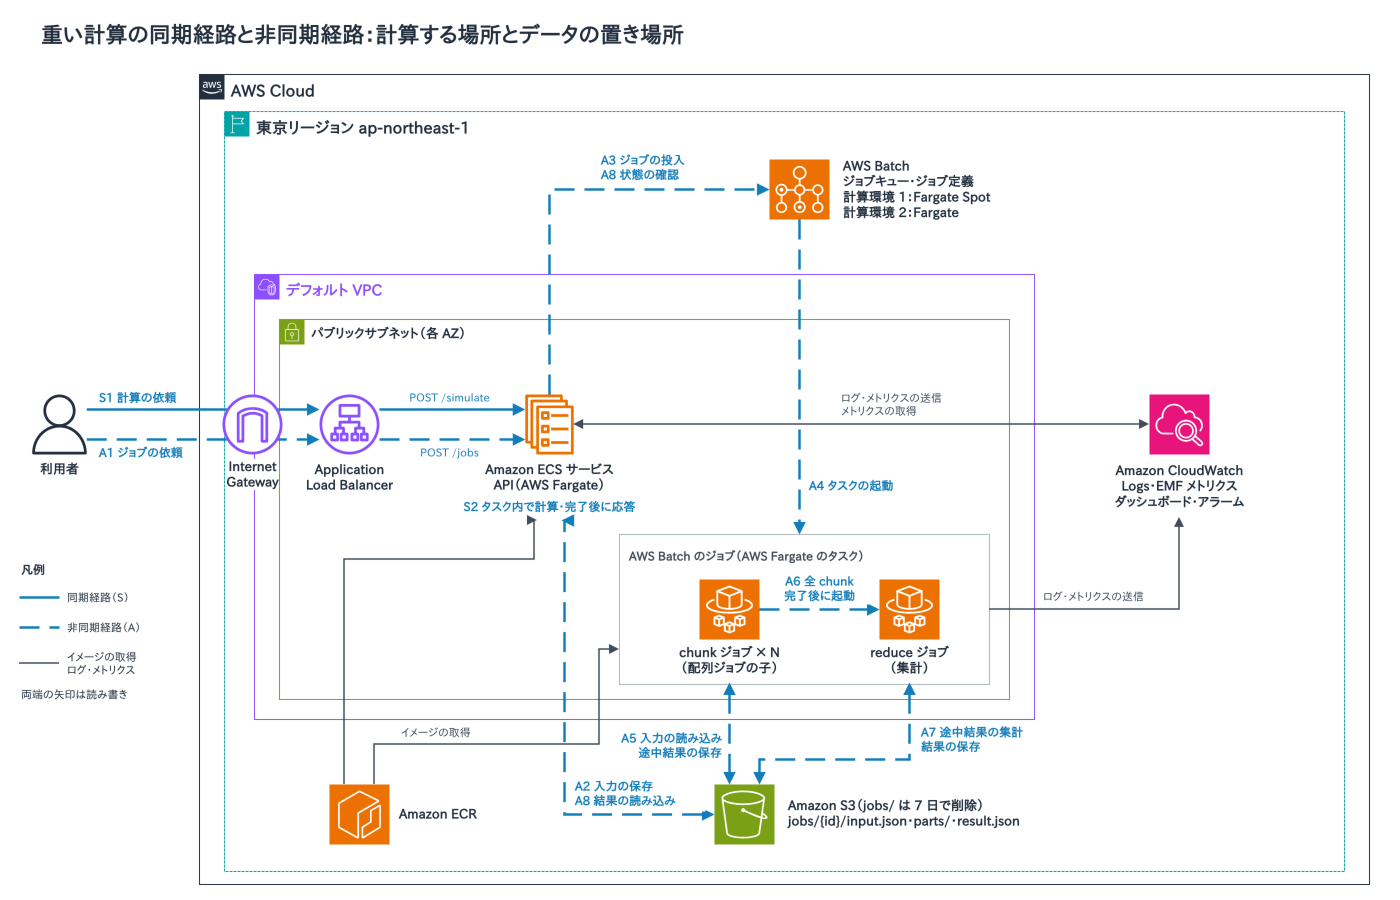 重い計算の同期経路と非同期経路：計算する場所とデータの置き場所
aws
AWS Cloud
東京リージョン ap-northeast-1
A3 ジョブの投入
A8 状態の確認
AWS Batch
ジョブキュー・ジョブ定義
計算環境 1：Fargate Spot
計算環境 2：Fargate
デフォルト VPC
パブリックサブネット（各 AZ）
S1 計算の依頼
A1 ジョブの依頼
利用者
Internet
Gateway
Application
Load Balancer
POST /simulate
POST /jobs
Amazon ECS サービス
API（AWS Fargate）
S2 タスク内で計算・完了後に応答
ログ・メトリクスの送信
メトリクスの取得
Amazon CloudWatch
Logs・EMF メトリクス
ダッシュボード・アラーム
A4 タスクの起動
AWS Batch のジョブ（AWS Fargate のタスク）
A6 全 chunk
完了後に起動
chunk ジョブ × N
（配列ジョブの子）
reduce ジョブ
（集計）
ログ・メトリクスの送信
凡例
同期経路（S）
非同期経路（A）
イメージの取得
ログ・メトリクス
両端の矢印は読み書き
イメージの取得
A5 入力の読み込み
途中結果の保存
A7 途中結果の集計
結果の保存
A2 入力の保存
A8 結果の読み込み
Amazon ECR
Amazon S3（jobs/ は 7 日で削除）
jobs/{id}/input.json・parts/・result.json